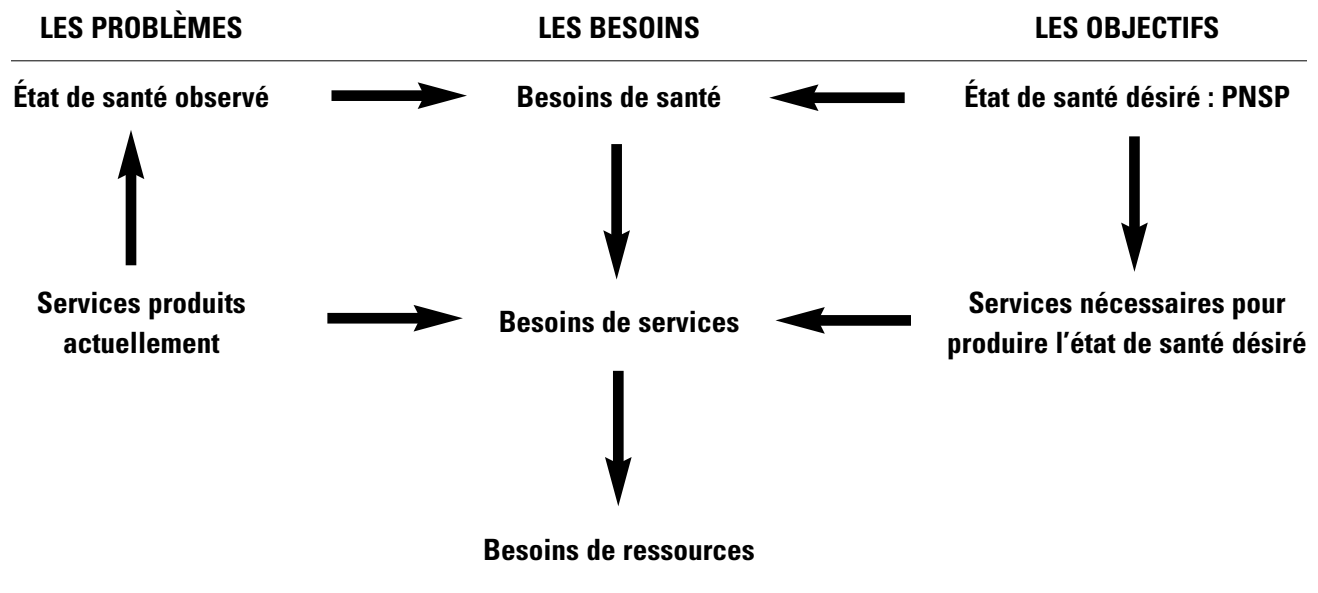 LES PROBLÈMES
LES BESOINS
LES OBJECTIFS
État de santé observé
Besoins de santé
État de santé désiré : PNSP
Services produits
actuellement
Besoins de services
Services nécessaires pour
produire l'état de santé désiré
Besoins de ressources